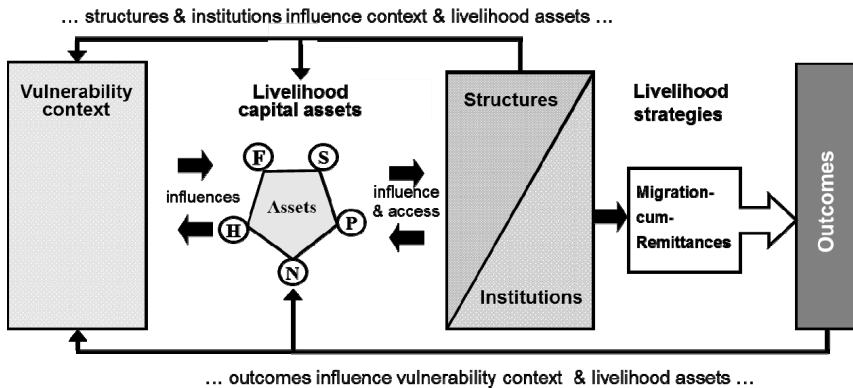 ... structures & institutions influence context & livelihood assets ...
Vulnerability
context
Livelihood
capital assets
Structures
Livelihood
strategies
F
S
influences
Assets
influence
& access
H
P
N
Migration-
cum-
Remittances
Outcomes
Institutions
... outcomes influence vulnerability context & livelihood assets ...